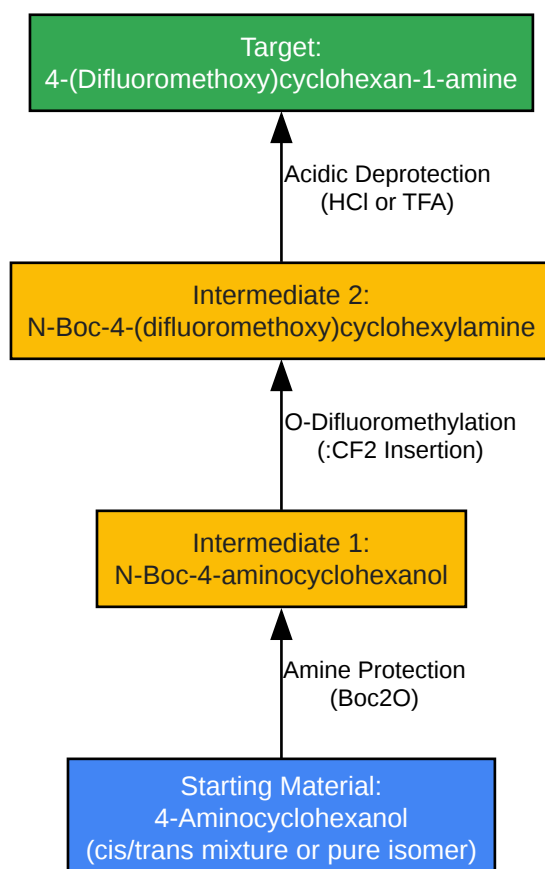 Target:
4-(Difluoromethoxy)cyclohexan-1-amine
Acidic Deprotection
(HCl or TFA)
Intermediate 2:
N-Boc-4-(difluoromethoxy)cyclohexylamine
O-Difluoromethylation
(:CF2 Insertion)
Intermediate 1:
N-Boc-4-aminocyclohexanol
Amine Protection
(Boc2O)
Starting Material:
4-Aminocyclohexanol
(cis/trans mixture or pure isomer)